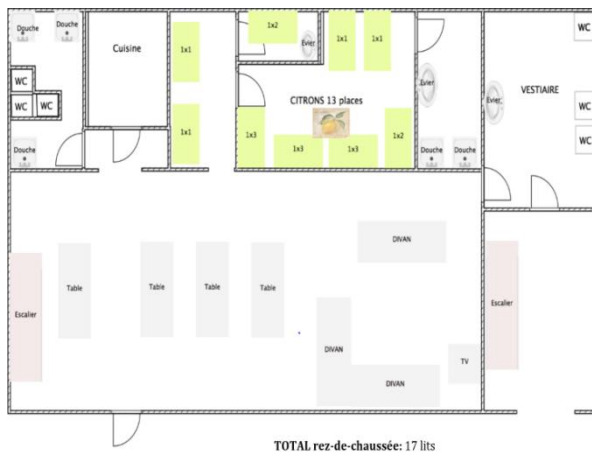 Douche
Douche
Cuisine
1x1
1x2
Evier
1x1
1x1
WC
WC
WC
WC
Evier
Evier
VESTIAIRE
CITRONS 13 places
WC
WC
1x1
1x3
1x3
1x3
1x2
Douche
Douche
Douche
DIVAN
Table
Table
Table
Table
Escalier
Escalier
DIVAN
TV
DIVAN
TOTAL rez-de-chaussée: 17 lits